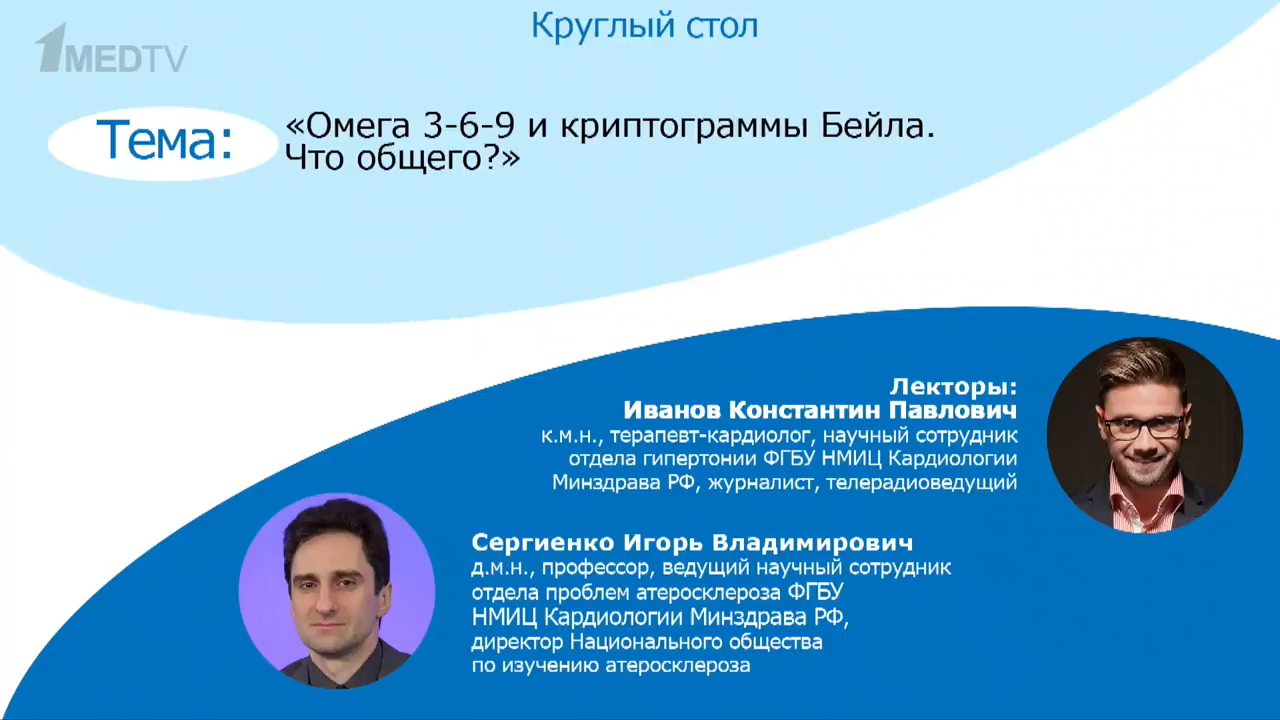 Круглый стол
1MEDTV
Тема:
«Омега 3-6-9 и криптограммы Бейла.
Что общего?»
Лекторы:
Иванов Константин Павлович
к.м.н., терапевт-кардиолог, научный сотрудник
отдела гипертонии ФГБУ НМИЦ Кардиологии
Минздрава РФ, журналист, телерадиоведущий
Сергиенко Игорь Владимирович
д.м.н., профессор, ведущий научный сотрудник
отдела проблем атеросклероза ФГБУ
НМИЦ Кардиологии Минздрава РФ,
директор Национального общества
по изучению атеросклероза